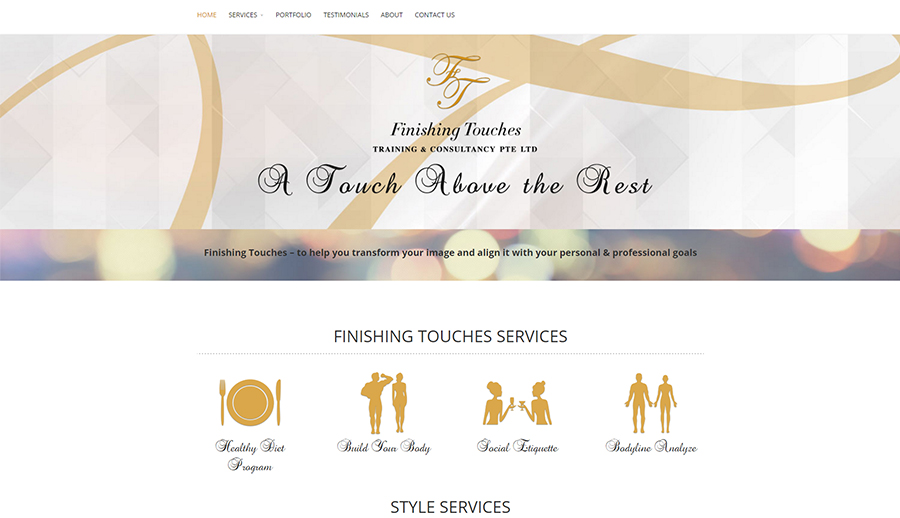 HOME SERVICES PORTFOLIO TESTIMONIALS ABOUT CONTACT US
FT
Finishing Touches
TRAINING & CONSULTANCY PTE LTD
A Touch Above the Rest
Finishing Touches – to help you transform your image and align it with your personal & professional goals
FINISHING TOUCHES SERVICES
Healthy Diet
Program
Build Your Body
Social Etiquette
Bodyline Analyze
STYLE SERVICES